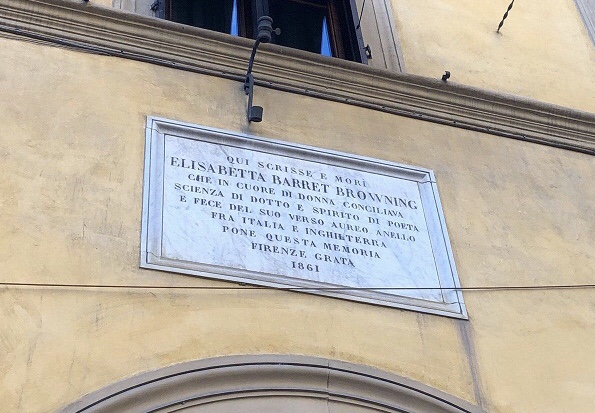 QUI SCRISSE E MORÌ
ELISABETTA BARRET BROWNING
CHE IN CUORE DI DONNA CONCILIAVA
SCIENZA DI DOTTO E SPIRITO DI POETA
E FECE DEL SUO VERSO AUREO ANELLO
FRA ITALIA E INGHILTERRA
PONE QUESTA MEMORIA
FIRENZE GRATA
1861